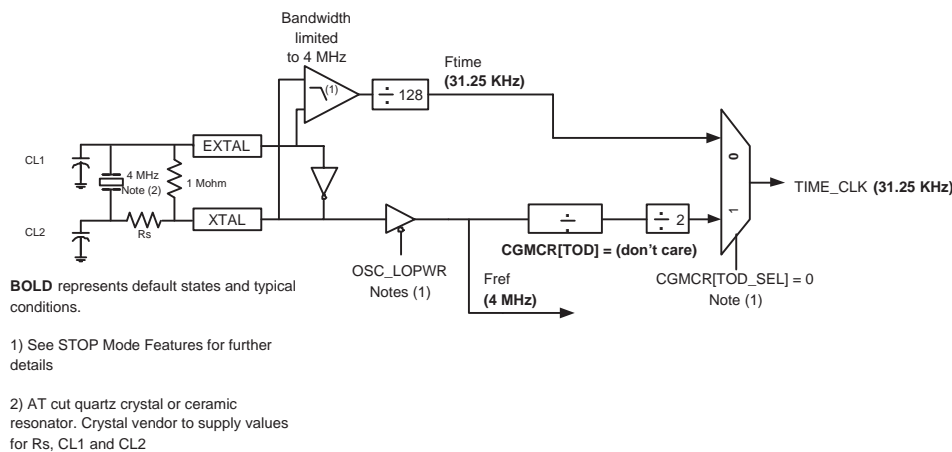 Bandwidth
limited
to 4 MHz
Ftime
(31.25 KHz)
(1)
÷ 128
CL1
EXTAL
4 MHz
Note (2)
1 Mohm
0
TIME_CLK (31.25 KHz)
CL2
Rs
XTAL
÷
÷ 2
1
CGMCR[TOD] = (don't care)
OSC_LOPWR
Notes (1)
Fref
(4 MHz)
CGMCR[TOD_SEL] = 0
Note (1)
BOLD represents default states and typical
conditions.
1) See STOP Mode Features for further
details
2) AT cut quartz crystal or ceramic
resonator. Crystal vendor to supply values
for Rs, CL1 and CL2